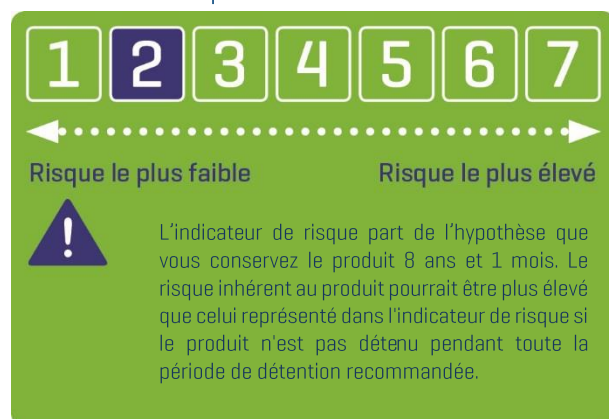 1 2 3 4 5 6 7
Risque le plus faible Risque le plus élevé
!
L'indicateur de risque part de l'hypothèse que
vous conservez le produit 8 ans et 1 mois. Le
risque inhérent au produit pourrait être plus élevé
que celui représenté dans l'indicateur de risque si
le produit n'est pas détenu pendant toute la
période de détention recommandée.